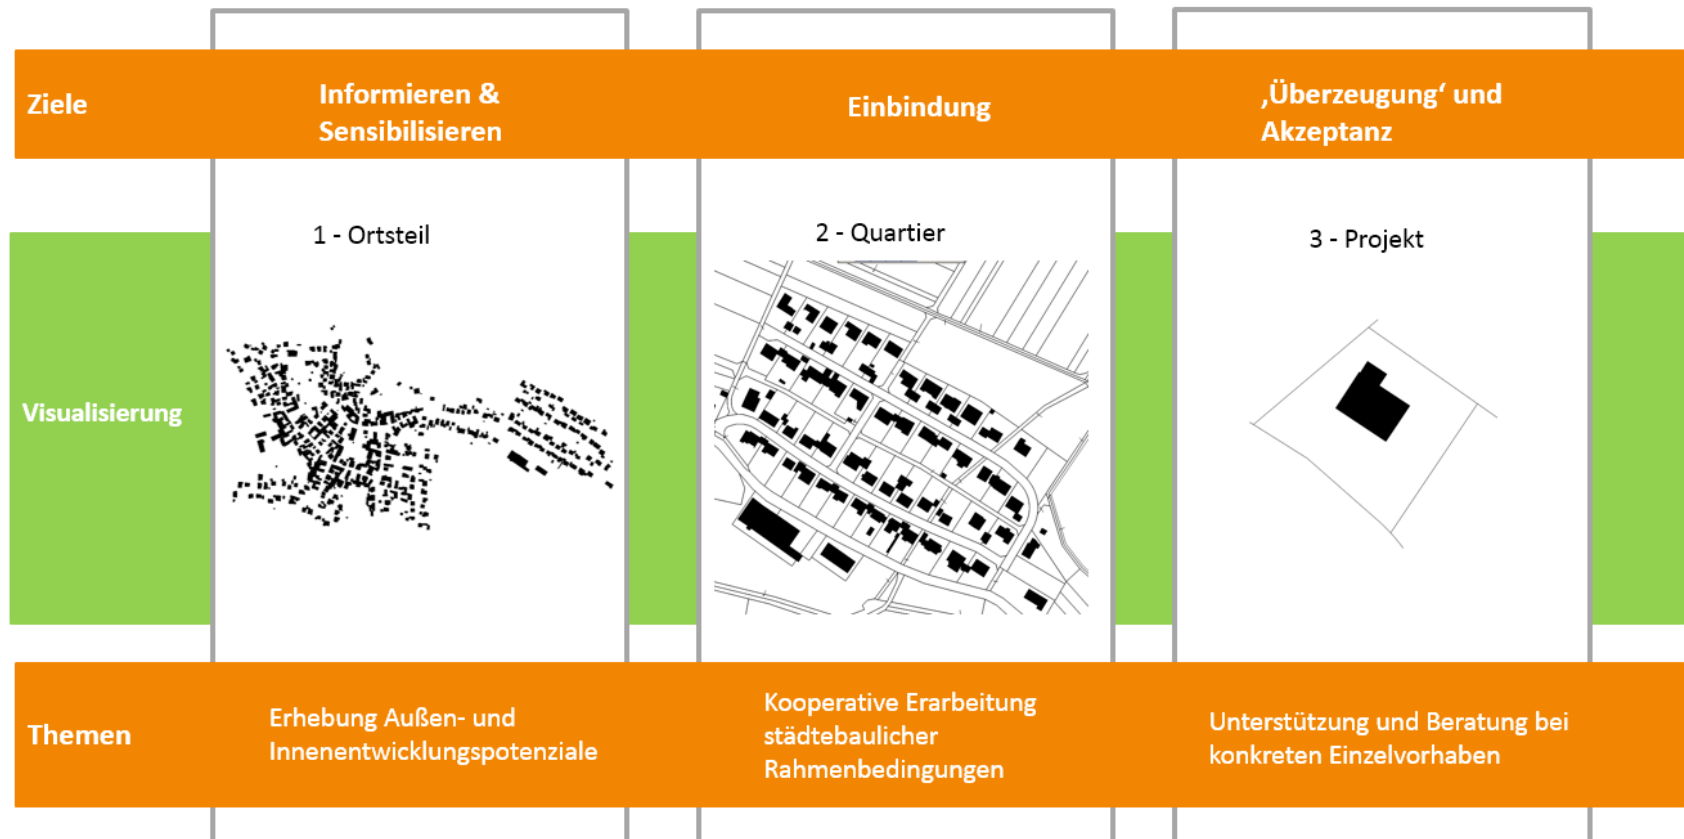 Ziele
Informieren &
Sensibilisieren
Einbindung
‚Überzeugung‘ und
Akzeptanz
1 - Ortsteil
2 - Quartier
3 - Projekt
Visualisierung
Themen
Erhebung Außen- und
Innenentwicklungspotenziale
Kooperative Erarbeitung
städtebaulicher
Rahmenbedingungen
Unterstützung und Beratung bei
konkreten Einzelvorhaben